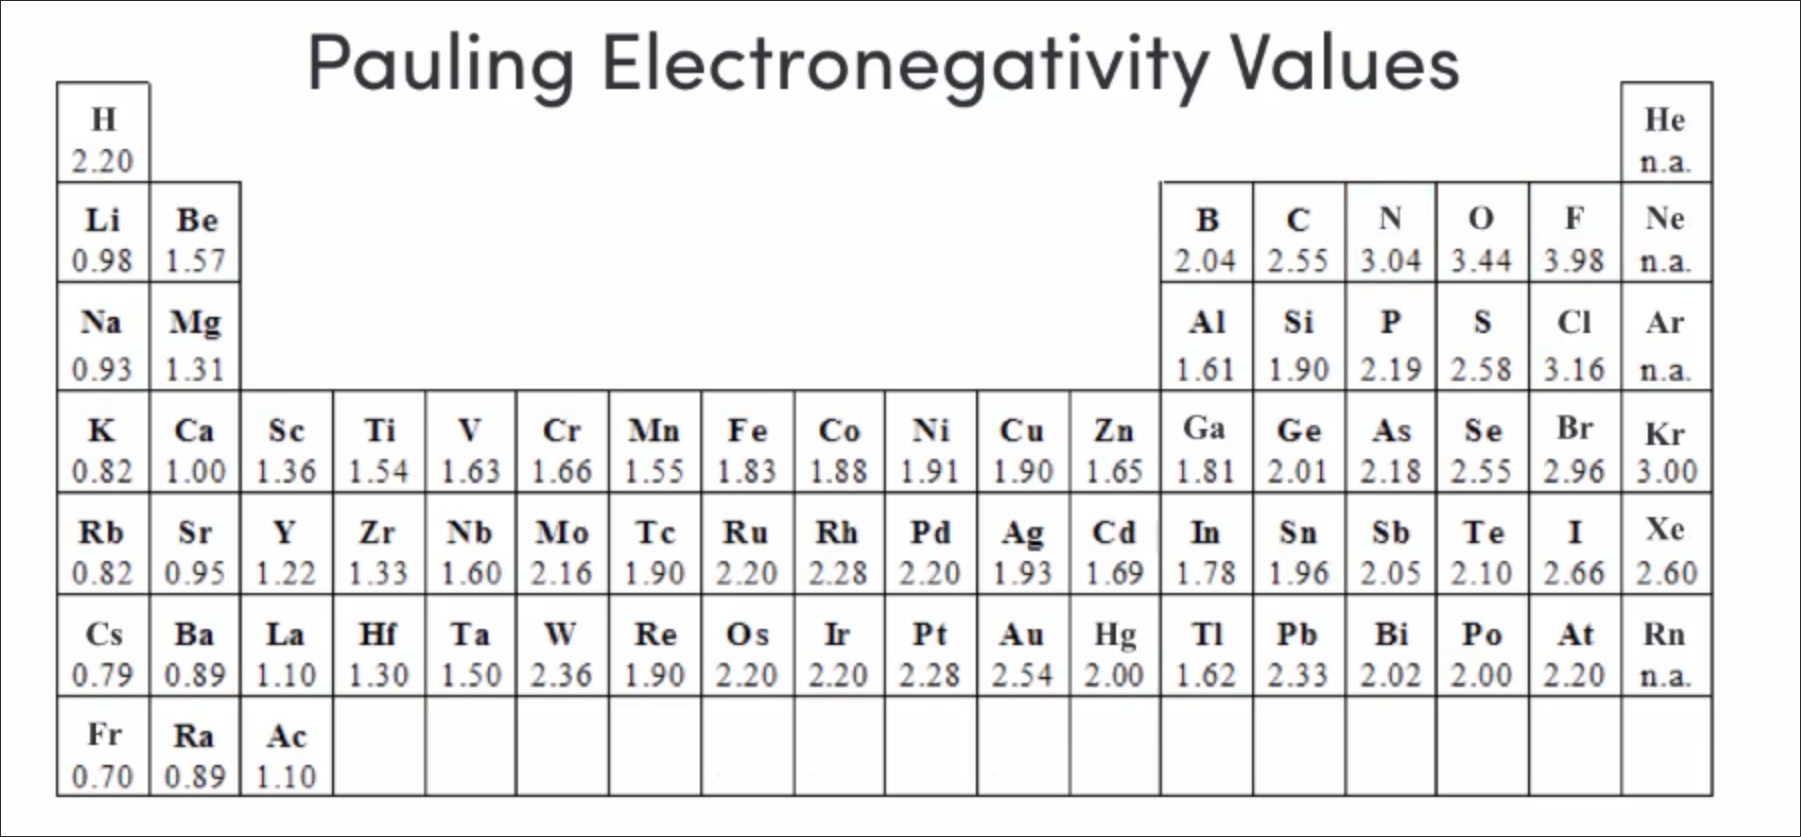 Pauling Electronegativity Values
H He
2.20 n.a.
Li Be B C N O F Ne
0.98 1.57 2.04 2.55 3.04 3.44 3.98 n.a.
Na Mg Al Si P S Cl Ar
0.93 1.31 1.61 1.90 2.19 2.58 3.16 n.a.
K Ca Sc Ti V Cr Mn Fe Co Ni Cu Zn Ga Ge As Se Br Kr
0.82 1.00 1.36 1.54 1.63 1.66 1.55 1.83 1.88 1.91 1.90 1.65 1.81 2.01 2.18 2.55 2.96 3.00
Rb Sr Y Zr Nb Mo Tc Ru Rh Pd Ag Cd In Sn Sb Te I Xe
0.82 0.95 1.22 1.33 1.60 2.16 1.90 2.20 2.28 2.20 1.93 1.69 1.78 1.96 2.05 2.10 2.66 2.60
Cs Ba La Hf Ta W Re Os Ir Pt Au Hg Tl Pb Bi Po At Rn
0.79 0.89 1.10 1.30 1.50 2.36 1.90 2.20 2.20 2.28 2.54 2.00 1.62 2.33 2.02 2.00 2.20 n.a.
Fr Ra Ac
0.70 0.89 1.10